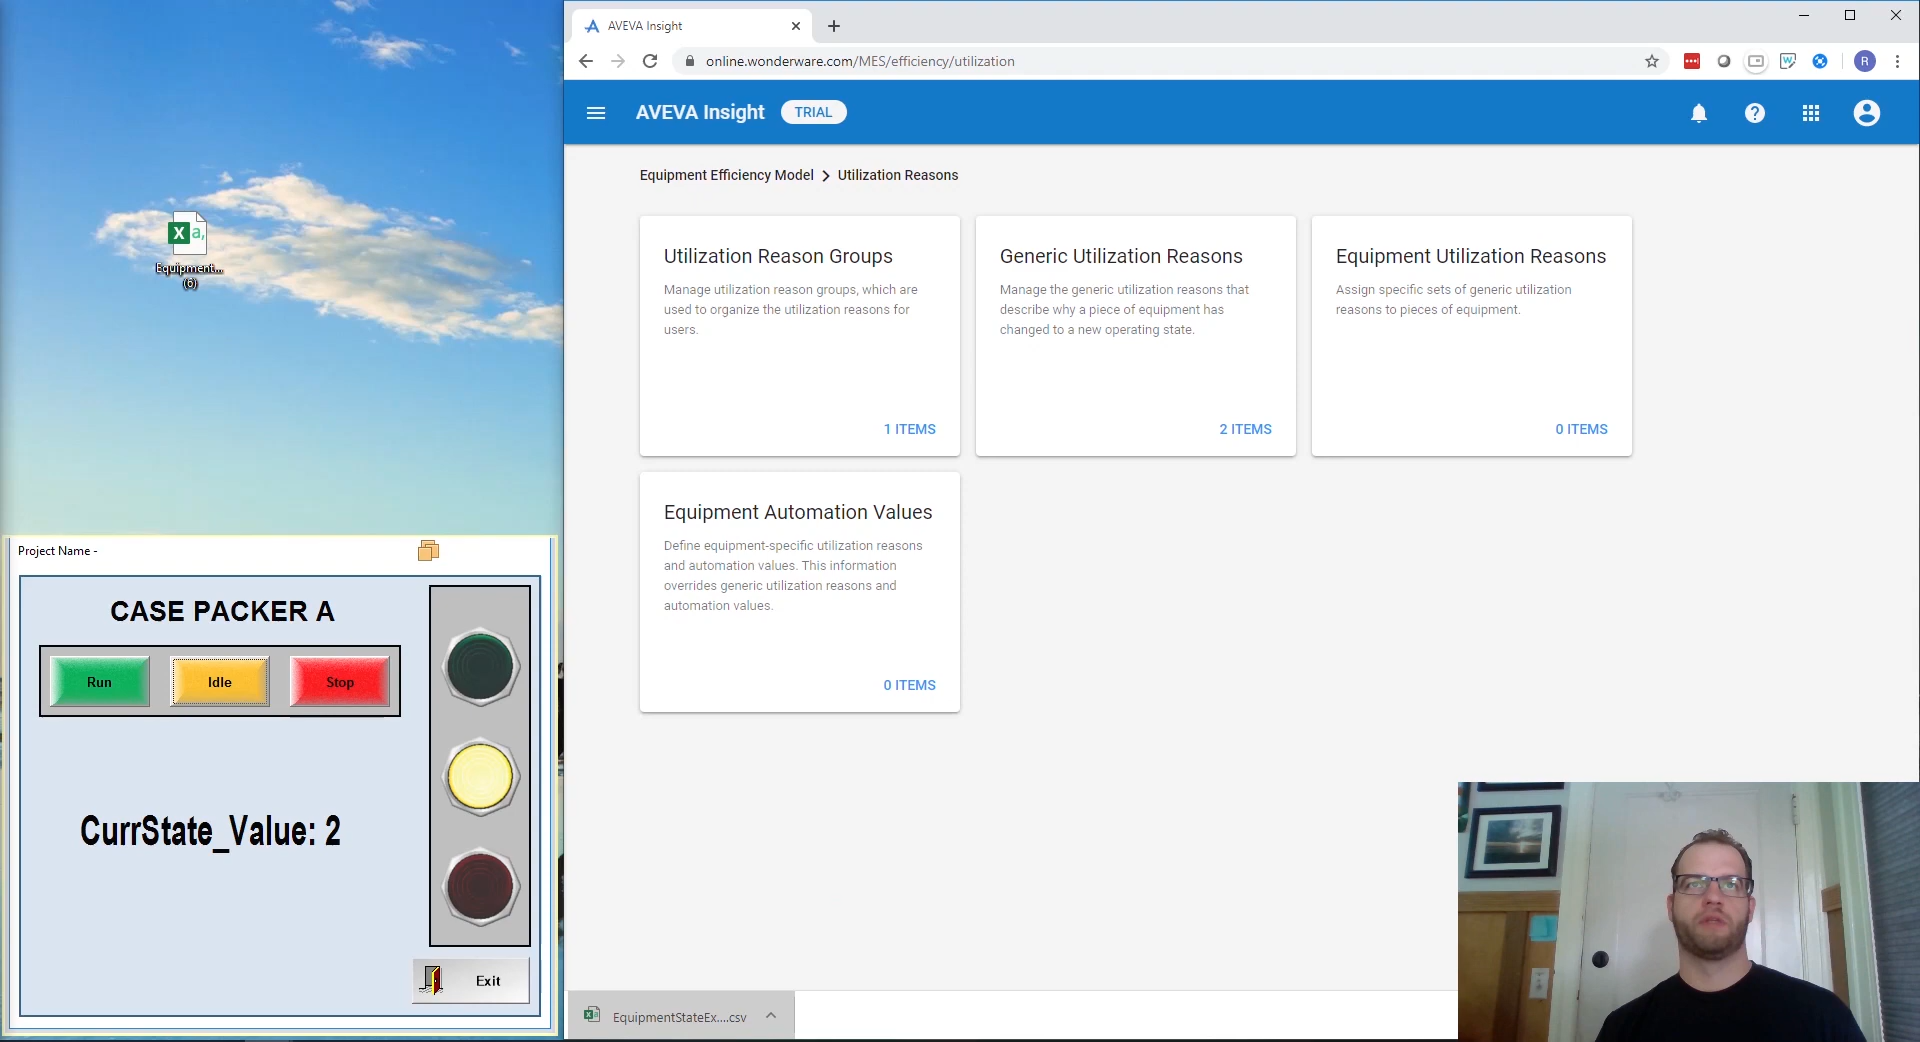 AVEVA Insight
online.wonderware.com/MES/efficiency/utilization
R
AVEVA Insight TRIAL
Equipment Efficiency Model Utilization Reasons
Utilization Reason Groups
Manage utilization reason groups, which are
used to organize the utilization reasons for
users.
1 ITEMS
Generic Utilization Reasons
Manage the generic utilization reasons that
describe why a piece of equipment has
changed to a new operating state.
2 ITEMS
Equipment Utilization Reasons
Assign specific sets of generic utilization
reasons to pieces of equipment.
0 ITEMS
Equipment Automation Values
Define equipment-specific utilization reasons
and automation values. This information
overrides generic utilization reasons and
automation values.
0 ITEMS
EquipmentStateEx....csv
X a,
Equipment...
(6)
Project Name -
CASE PACKER A
Run Idle Stop
CurrState_Value: 2
Exit